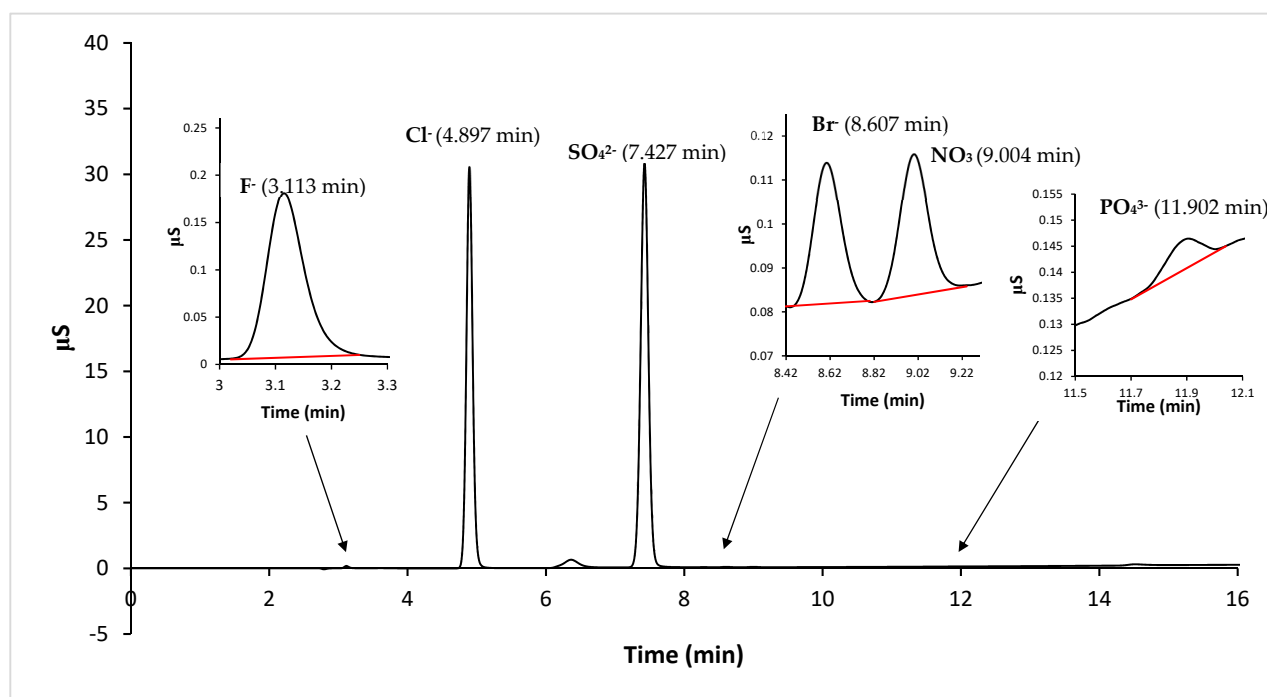 40
35
30
25
20
15
10
5
0
-5
µS
0 2 4 6 8 10 12 14 16
Time (min)
F⁻ (3.113 min)
0.25
0.2
0.15
0.1
0.05
0
µS
3 3.1 3.2 3.3
Time (min)
Cl⁻ (4.897 min)
SO₄²⁻ (7.427 min)
Br⁻ (8.607 min)
NO₃ (9.004 min)
0.12
0.11
0.1
0.09
0.08
0.07
µS
8.42 8.62 8.82 9.02 9.22
Time (min)
PO₄³⁻ (11.902 min)
0.155
0.15
0.145
0.14
0.135
0.13
0.125
0.12
µS
11.5 11.7 11.9 12.1
Time (min)